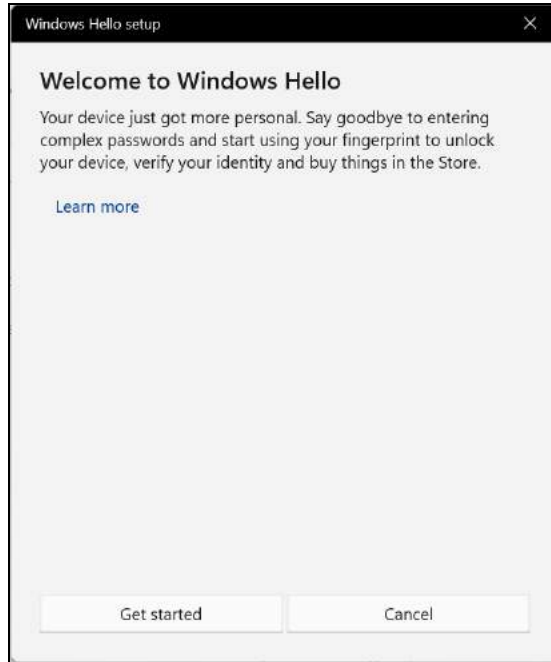 Windows Hello setup
Welcome to Windows Hello
Your device just got more personal. Say goodbye to entering
complex passwords and start using your fingerprint to unlock
your device, verify your identity and buy things in the Store.
Learn more
Get started
Cancel